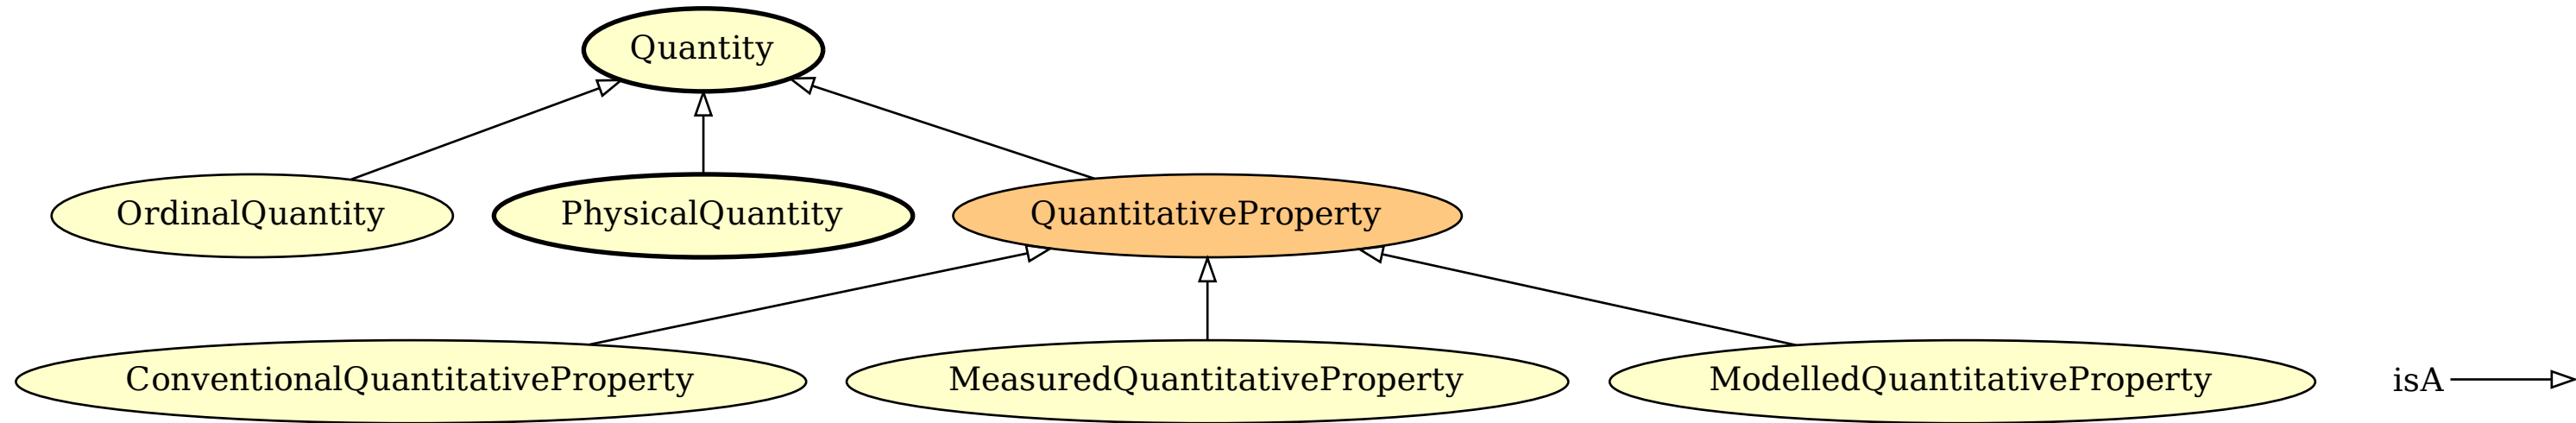 Quantity
OrdinalQuantity
PhysicalQuantity
QuantitativeProperty
ConventionalQuantitativeProperty
MeasuredQuantitativeProperty
ModelledQuantitativeProperty
isA